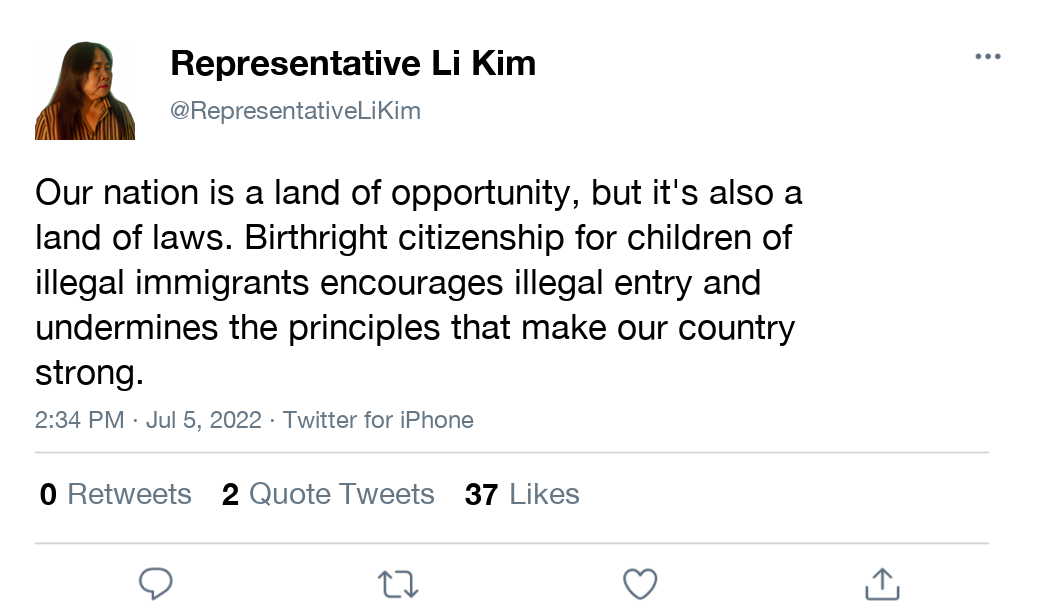 Representative Li Kim
@RepresentativeLiKim
Our nation is a land of opportunity, but it's also a
land of laws. Birthright citizenship for children of
illegal immigrants encourages illegal entry and
undermines the principles that make our country
strong.
2:34 PM · Jul 5, 2022 · Twitter for iPhone
0 Retweets 2 Quote Tweets 37 Likes